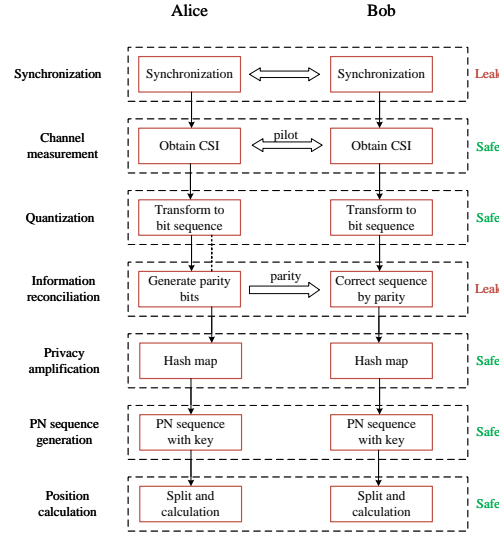 Alice
Bob
Synchronization
Synchronization
Synchronization
Leak
Channel
measurement
Obtain CSI
pilot
Obtain CSI
Safe
Quantization
Transform to
bit sequence
Transform to
bit sequence
Safe
Information
reconciliation
Generate parity
bits
parity
Correct sequence
by parity
Leak
Privacy
amplification
Hash map
Hash map
Safe
PN sequence
generation
PN sequence
with key
PN sequence
with key
Safe
Position
calculation
Split and
calculation
Split and
calculation
Safe